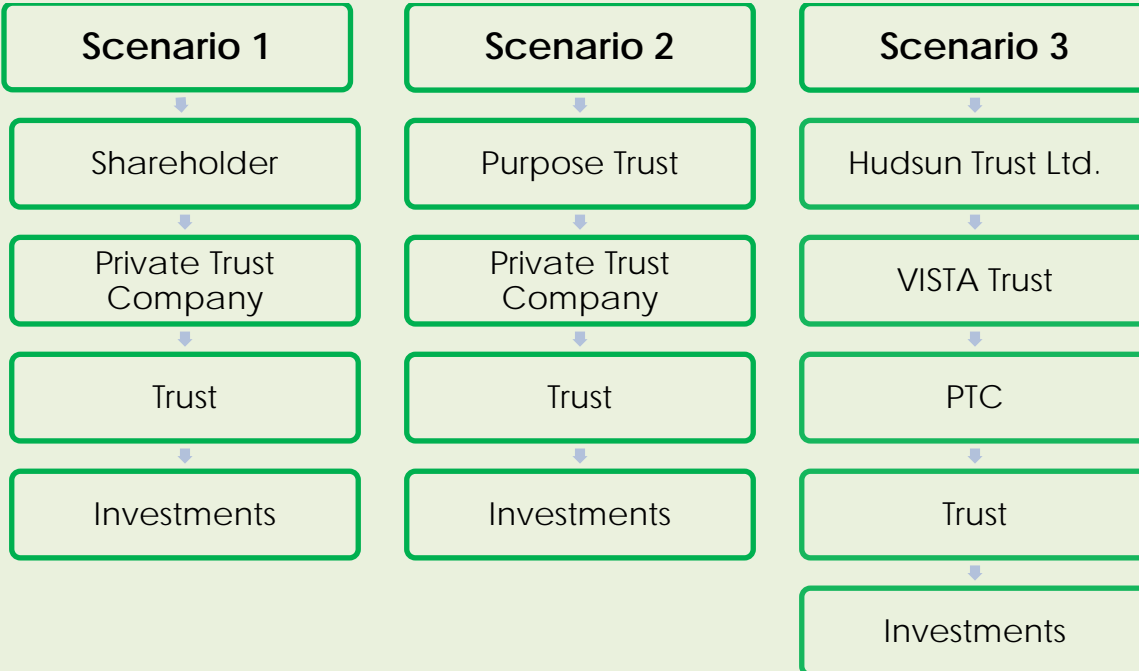 Scenario 1
Shareholder
Private Trust
Company
Trust
Investments
Scenario 2
Purpose Trust
Private Trust
Company
Trust
Investments
Scenario 3
Hudsun Trust Ltd.
VISTA Trust
PTC
Trust
Investments